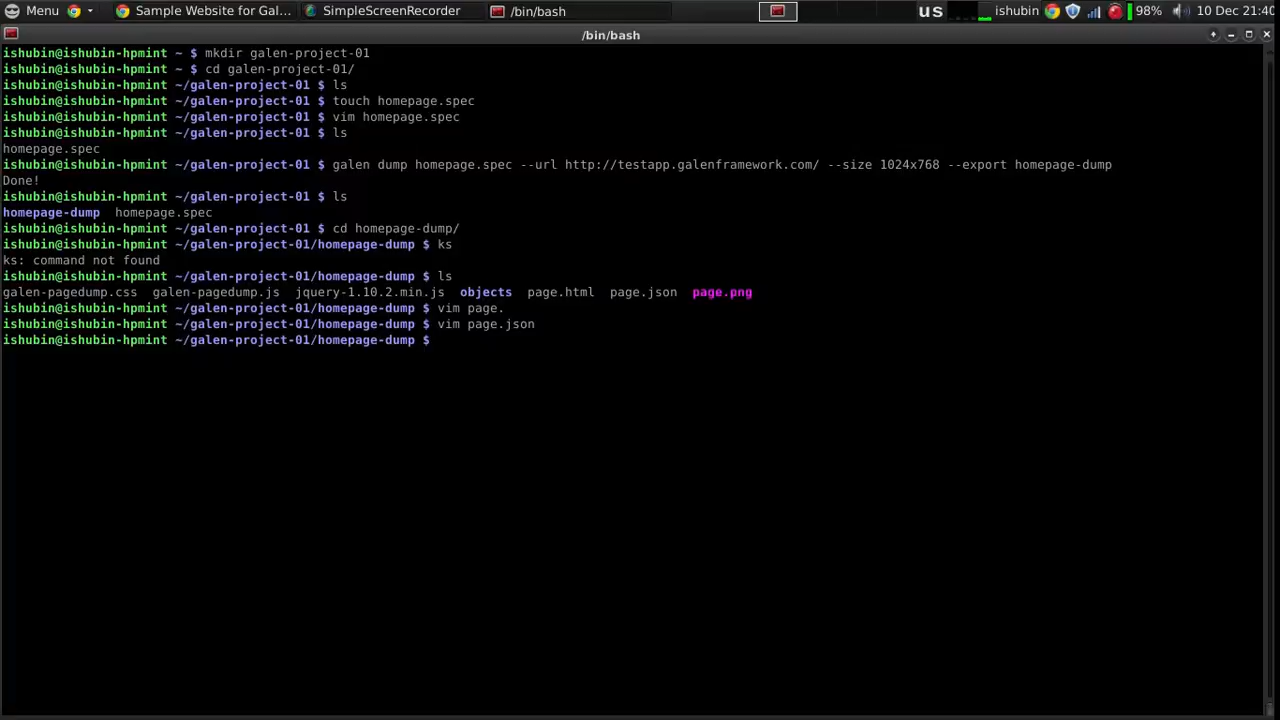 Menu Sample Website for Gal... SimpleScreenRecorder /bin/bash us ishubin 98% 10 Dec 21:40
/bin/bash
ishubin@ishubin-hpmint ~ $ mkdir galen-project-01
ishubin@ishubin-hpmint ~ $ cd galen-project-01/
ishubin@ishubin-hpmint ~/galen-project-01 $ ls
ishubin@ishubin-hpmint ~/galen-project-01 $ touch homepage.spec
ishubin@ishubin-hpmint ~/galen-project-01 $ vim homepage.spec
ishubin@ishubin-hpmint ~/galen-project-01 $ ls
homepage.spec
ishubin@ishubin-hpmint ~/galen-project-01 $ galen dump homepage.spec --url http://testapp.galenframework.com/ --size 1024x768 --export homepage-dump
Done!
ishubin@ishubin-hpmint ~/galen-project-01 $ ls
homepage-dump homepage.spec
ishubin@ishubin-hpmint ~/galen-project-01 $ cd homepage-dump/
ishubin@ishubin-hpmint ~/galen-project-01/homepage-dump $ ks
ks: command not found
ishubin@ishubin-hpmint ~/galen-project-01/homepage-dump $ ls
galen-pagedump.css galen-pagedump.js jquery-1.10.2.min.js objects page.html page.json page.png
ishubin@ishubin-hpmint ~/galen-project-01/homepage-dump $ vim page.
ishubin@ishubin-hpmint ~/galen-project-01/homepage-dump $ vim page.json
ishubin@ishubin-hpmint ~/galen-project-01/homepage-dump $